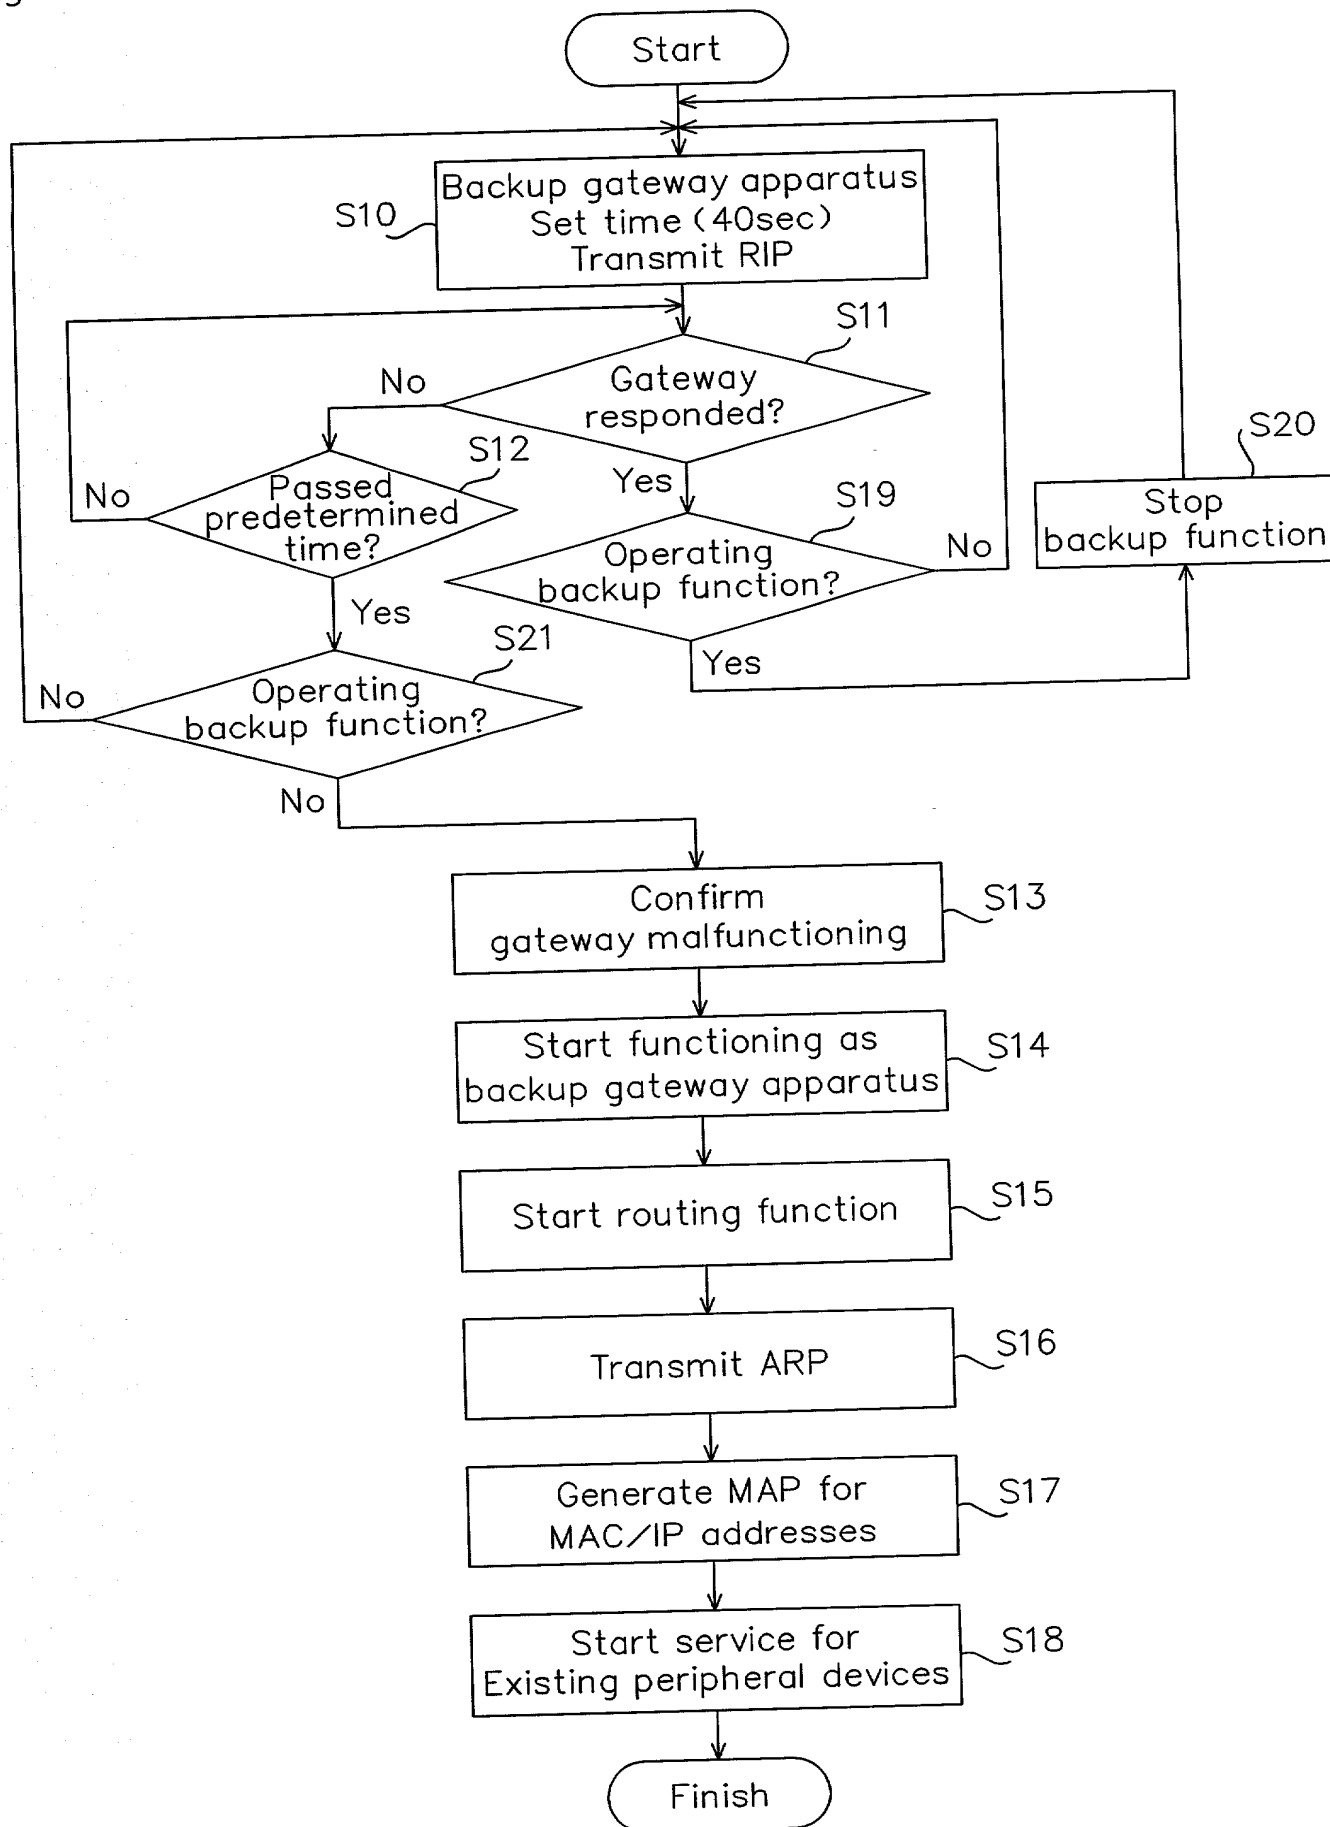 Start
Backup gateway apparatus
Set time (40sec)
Transmit RIP
S10
S11
Gateway
responded?
No
Yes
S12
Passed
predetermined
time?
No
Yes
S19
Operating
backup function?
No
Yes
S20
Stop
backup function
S21
Operating
backup function?
No
No
Confirm
gateway malfunctioning
S13
Start functioning as
backup gateway apparatus
S14
Start routing function
S15
Transmit ARP
S16
Generate MAP for
MAC/IP addresses
S17
Start service for
Existing peripheral devices
S18
Finish